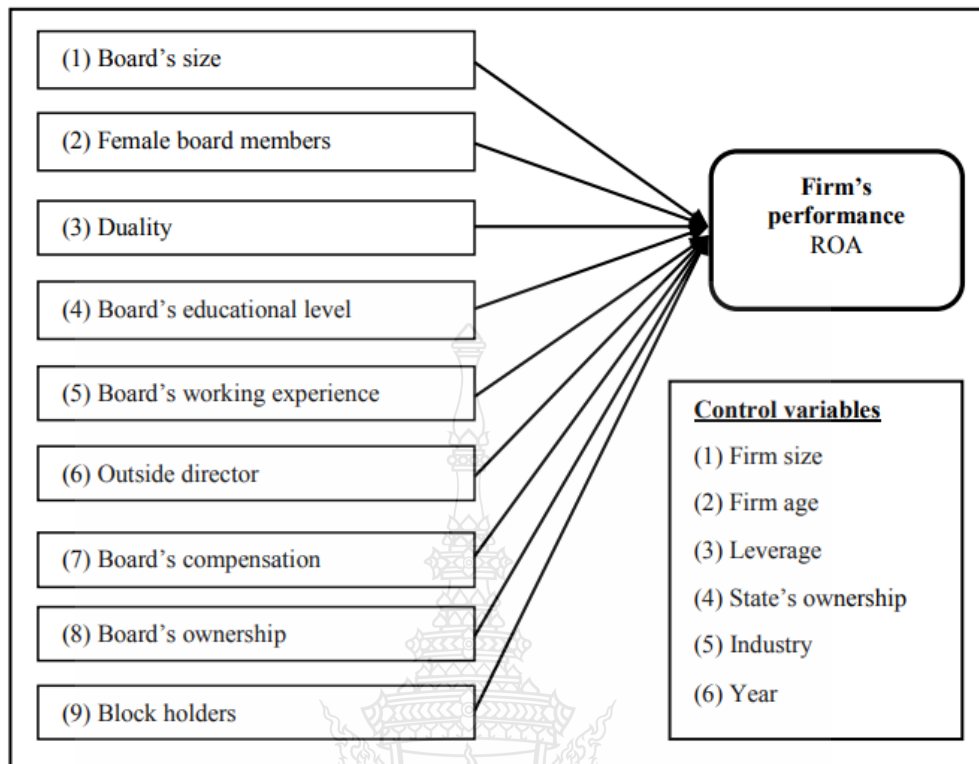 (1) Board’s size
(2) Female board members
(3) Duality
(4) Board’s educational level
(5) Board’s working experience
(6) Outside director
(7) Board’s compensation
(8) Board’s ownership
(9) Block holders
Firm’s
performance
ROA
Control variables
(1) Firm size
(2) Firm age
(3) Leverage
(4) State’s ownership
(5) Industry
(6) Year